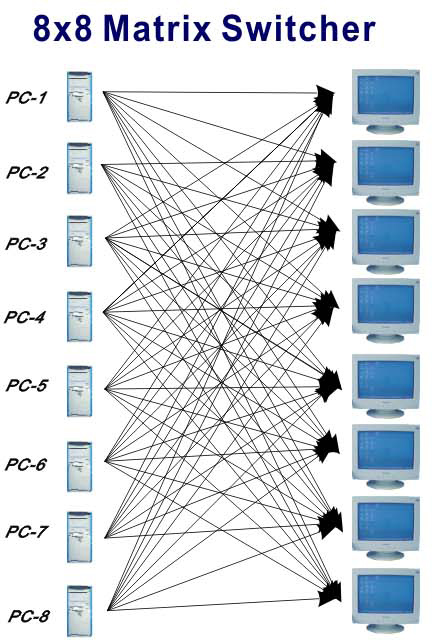 8x8 Matrix Switcher
PC-1
PC-2
PC-3
PC-4
PC-5
PC-6
PC-7
PC-8